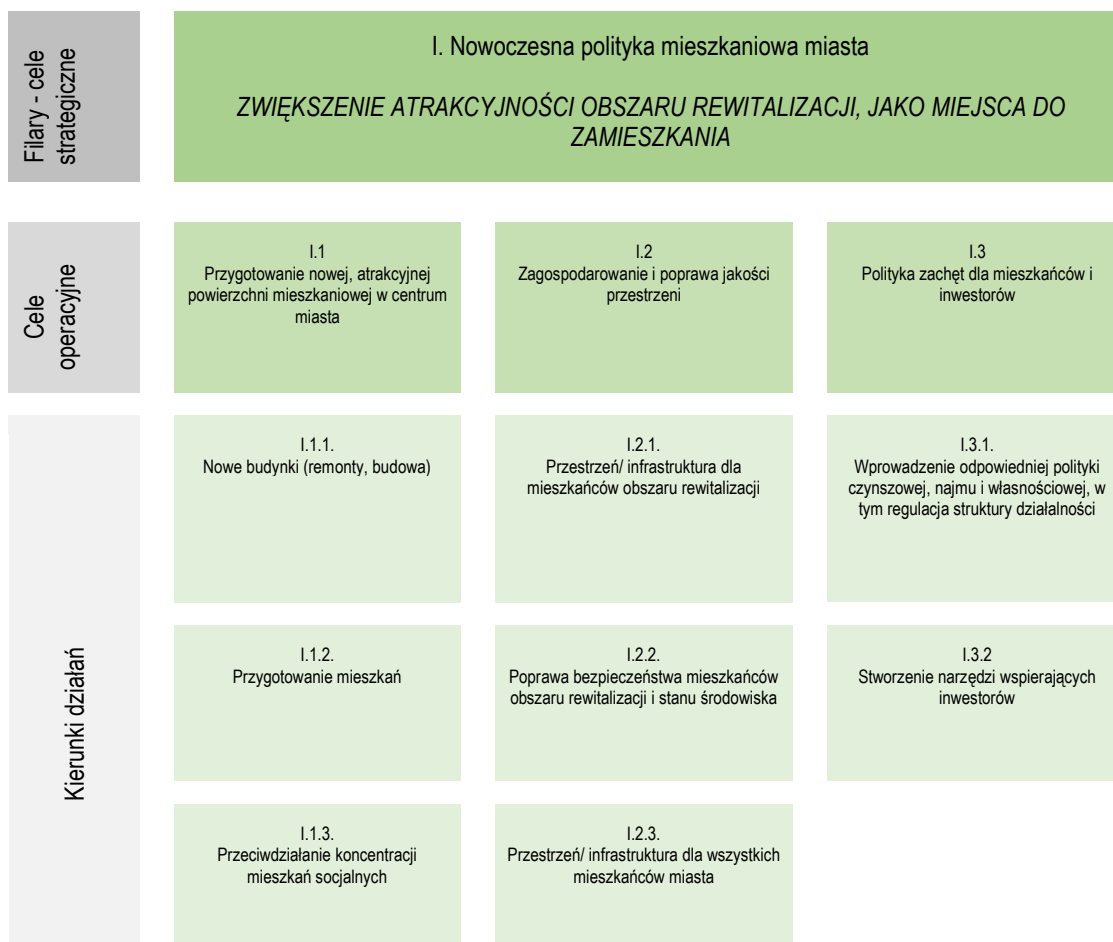 Filary - cele
strategiczne
I. Nowoczesna polityka mieszkaniowa miasta
ZWIĘKSZENIE ATRAKCYJNOŚCI OBSZARU REWITALIZACJI, JAKO MIEJSCA DO
ZAMIESZKANIA
Cele
operacyjne
I.1
Przygotowanie nowej, atrakcyjnej
powierzchni mieszkaniowej w centrum
miasta
I.2
Zagospodarowanie i poprawa jakości
przestrzeni
I.3
Polityka zachęt dla mieszkańców i
inwestorów
Kierunki działań
I.1.1.
Nowe budynki (remonty, budowa)
I.2.1.
Przestrzeń/ infrastruktura dla
mieszkańców obszaru rewitalizacji
I.3.1.
Wprowadzenie odpowiedniej polityki
czynszowej, najmu i własnościowej, w
tym regulacja struktury działalności
I.1.2.
Przygotowanie mieszkań
I.2.2.
Poprawa bezpieczeństwa mieszkańców
obszaru rewitalizacji i stanu środowiska
I.3.2
Stworzenie narzędzi wspierających
inwestorów
I.1.3.
Przeciwdziałanie koncentracji
mieszkań socjalnych
I.2.3.
Przestrzeń/ infrastruktura dla wszystkich
mieszkańców miasta